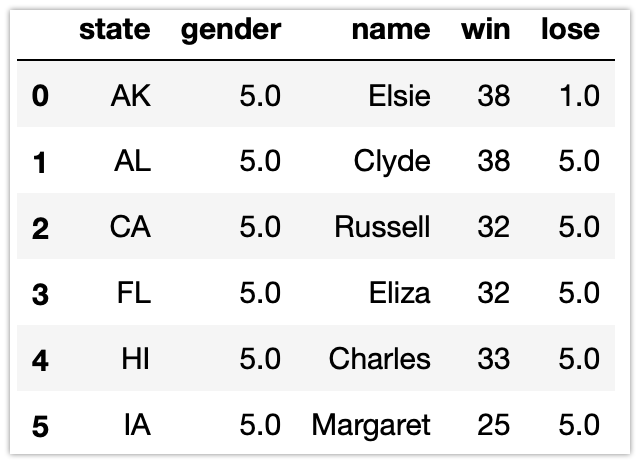 state gender name win lose
0 AK 5.0 Elsie 38 1.0
1 AL 5.0 Clyde 38 5.0
2 CA 5.0 Russell 32 5.0
3 FL 5.0 Eliza 32 5.0
4 HI 5.0 Charles 33 5.0
5 IA 5.0 Margaret 25 5.0